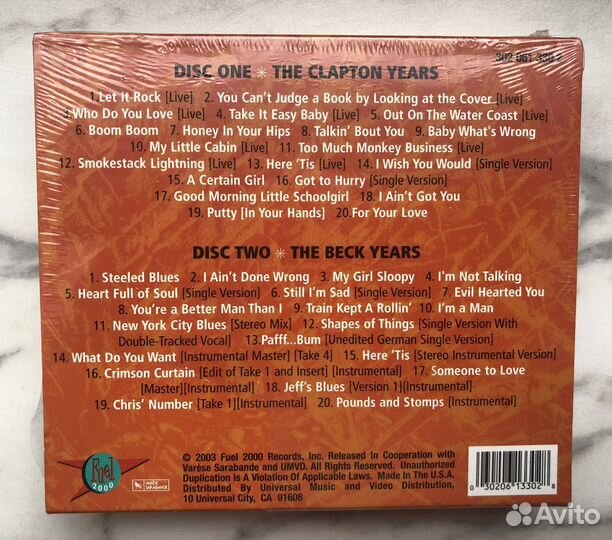 302 061 330 2
DISC ONE ✴ THE CLAPTON YEARS
1. Let It Rock [Live] 2. You Can't Judge a Book by Looking at the Cover [Live]
3. Who Do You Love [Live] 4. Take It Easy Baby [Live] 5. Out On The Water Coast [Live]
6. Boom Boom 7. Honey In Your Hips 8. Talkin' Bout You 9. Baby What's Wrong
10. My Little Cabin [Live] 11. Too Much Monkey Business [Live]
12. Smokestack Lightning [Live] 13. Here 'Tis [Live] 14. I Wish You Would [Single Version]
15. A Certain Girl 16. Got to Hurry [Single Version]
17. Good Morning Little Schoolgirl 18. I Ain't Got You
19. Putty [In Your Hands] 20 For Your Love
DISC TWO ✴ THE BECK YEARS
1. Steeled Blues 2. I Ain't Done Wrong 3. My Girl Sloopy 4. I'm Not Talking
5. Heart Full of Soul [Single Version] 6. Still I'm Sad [Single Version] 7. Evil Hearted You
8. You're a Better Man Than I 9. Train Kept A Rollin' 10. I'm a Man
11. New York City Blues [Stereo Mix] 12. Shapes of Things [Single Version With
Double-Tracked Vocal] 13 Pafff...Bum [Unedited German Single Version]
14. What Do You Want [Instrumental Master] [Take 4] 15. Here 'Tis [Stereo Instrumental Version]
16. Crimson Curtain [Edit of Take 1 and Insert] [Instrumental] 17. Someone to Love
[Master][Instrumental] 18. Jeff's Blues [Version 1][Instrumental]
19. Chris' Number [Take 1][Instrumental] 20. Pounds and Stomps [Instrumental]
Fuel
2000
VARÈSE
SARABANDE
© 2003 Fuel 2000 Records, Inc. Released In Cooperation with
Varèse Sarabande and UMVD. All Rights Reserved. Unauthorized
Duplication is A Violation Of Applicable Laws. Made In The U.S.A.
Distributed By Universal Music and Video Distribution,
10 Universal City, CA 91608
0 30206 13302 8
Avito